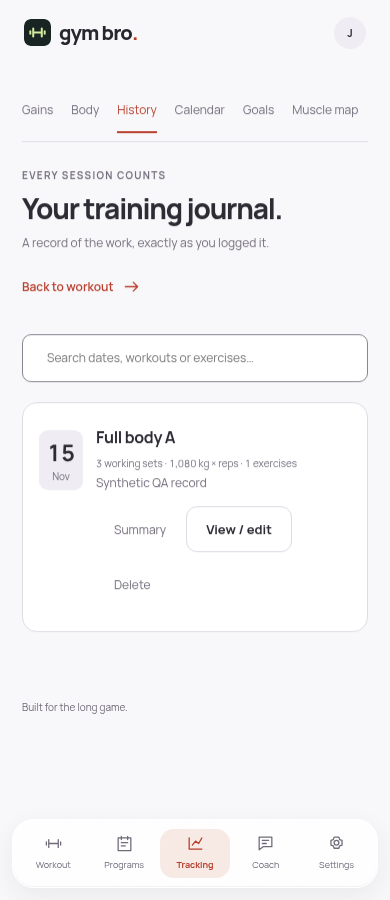 gym bro.
J
Gains Body History Calendar Goals Muscle map
EVERY SESSION COUNTS
Your training journal.
A record of the work, exactly as you logged it.
Back to workout →
Search dates, workouts or exercises...
15
Nov
Full body A
3 working sets · 1,080 kg × reps · 1 exercises
Synthetic QA record
Summary View / edit
Delete
Built for the long game.
Workout Programs Tracking Coach Settings